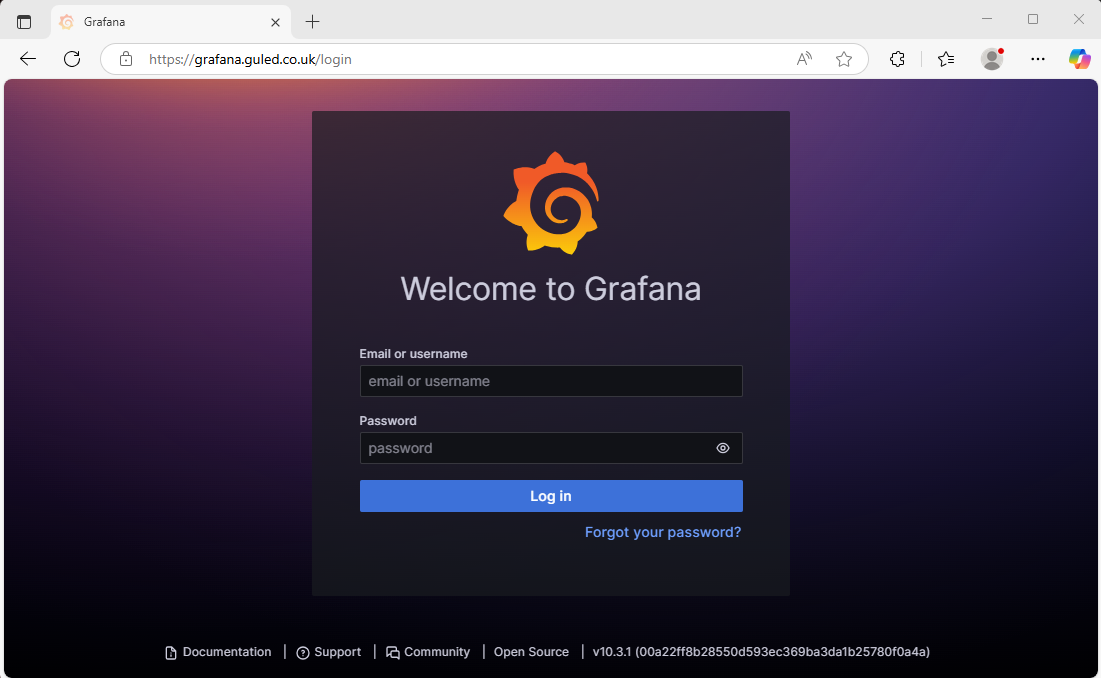 Grafana
https://grafana.guled.co.uk/login
Welcome to Grafana
Email or username
email or username
Password
password
Log in
Forgot your password?
Documentation | Support | Community | Open Source | v10.3.1 (00a22ff8b28550d593ec369ba3da1b25780f0a4a)